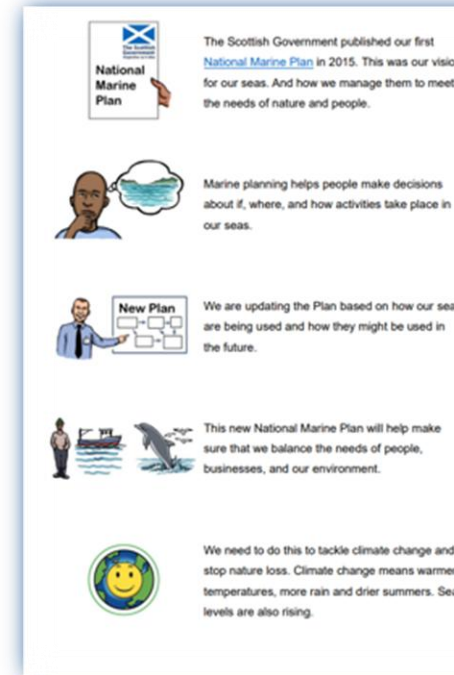 The Scottish
Government
National
Marine
Plan
The Scottish Government published our first
National Marine Plan in 2015. This was our
for our seas. And how we manage them to meet
the needs of nature and people.
Marine planning helps people make decisions
about if, where, and how activities take place in
our seas.
New Plan
We are updating the Plan based on how our
are being used and how they might be used in
the future.
This new National Marine Plan will help make
sure that we balance the needs of people,
businesses, and our environment.
We need to do this to tackle climate change and
stop nature loss. Climate change means
temperatures, more rain and drier summers.
levels are also rising.